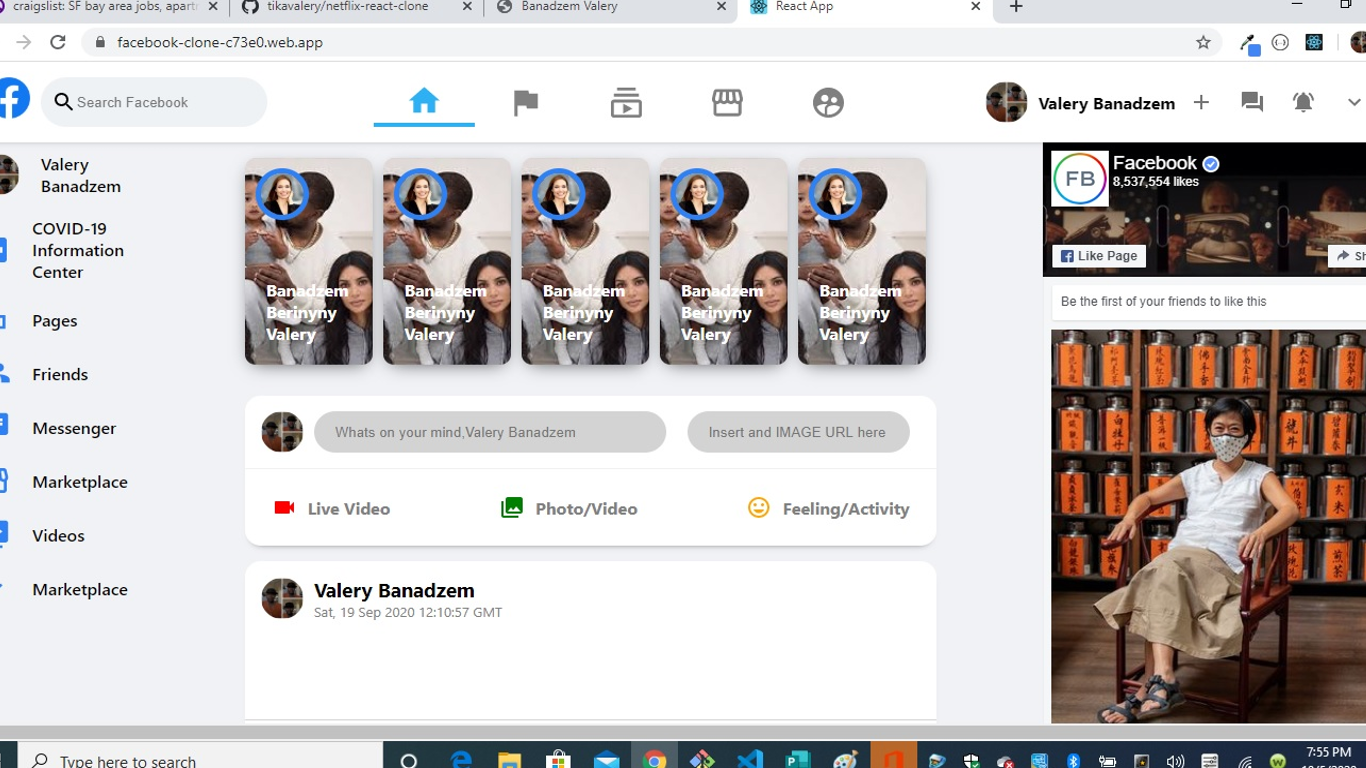 craigslist: SF bay area jobs, apart
tikavalery/netflix-react-clone
Banadzem Valery
React App
facebook-clone-c73e0.web.app
Search Facebook
Valery Banadzem
Valery
Banadzem
COVID-19
Information
Center
Pages
Friends
Messenger
Marketplace
Videos
Marketplace
Banadzem
Berinyny
Valery
Banadzem
Berinyny
Valery
Banadzem
Berinyny
Valery
Banadzem
Berinyny
Valery
Banadzem
Berinyny
Valery
Whats on your mind,Valery Banadzem
Insert and IMAGE URL here
Live Video
Photo/Video
Feeling/Activity
Valery Banadzem
Sat, 19 Sep 2020 12:10:57 GMT
FB
Facebook
8,537,554 likes
Like Page
Sh
Be the first of your friends to like this
Type here to search
7:55 PM